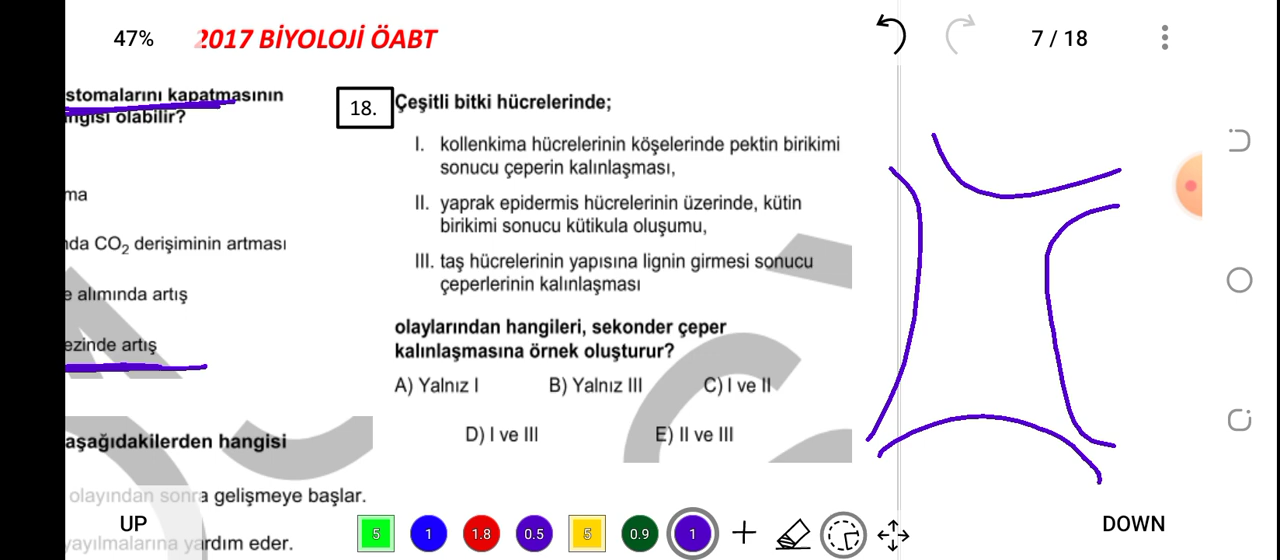 47%
2017 BİYOLOJİ ÖABT
7 / 18
stomalarını kapatmasının
ngisi olabilir?
ma
nda CO₂ derişiminin artması
e alımında artış
ezinde artış
aşağıdakilerden hangisi
olayından sonra gelişmeye başlar.
yayılmalarına yardım eder.
18. Çeşitli bitki hücrelerinde;
I. kollenkima hücrelerinin köşelerinde pektin birikimi
sonucu çeperin kalınlaşması,
II. yaprak epidermis hücrelerinin üzerinde, kütin
birikimi sonucu kütikula oluşumu,
III. taş hücrelerinin yapısına lignin girmesi sonucu
çeperlerinin kalınlaşması
olaylarından hangileri, sekonder çeper
kalınlaşmasına örnek oluşturur?
A) Yalnız I B) Yalnız III C) I ve II
D) I ve III E) II ve III
UP
5 1 1.8 0.5 5 0.9 1
DOWN